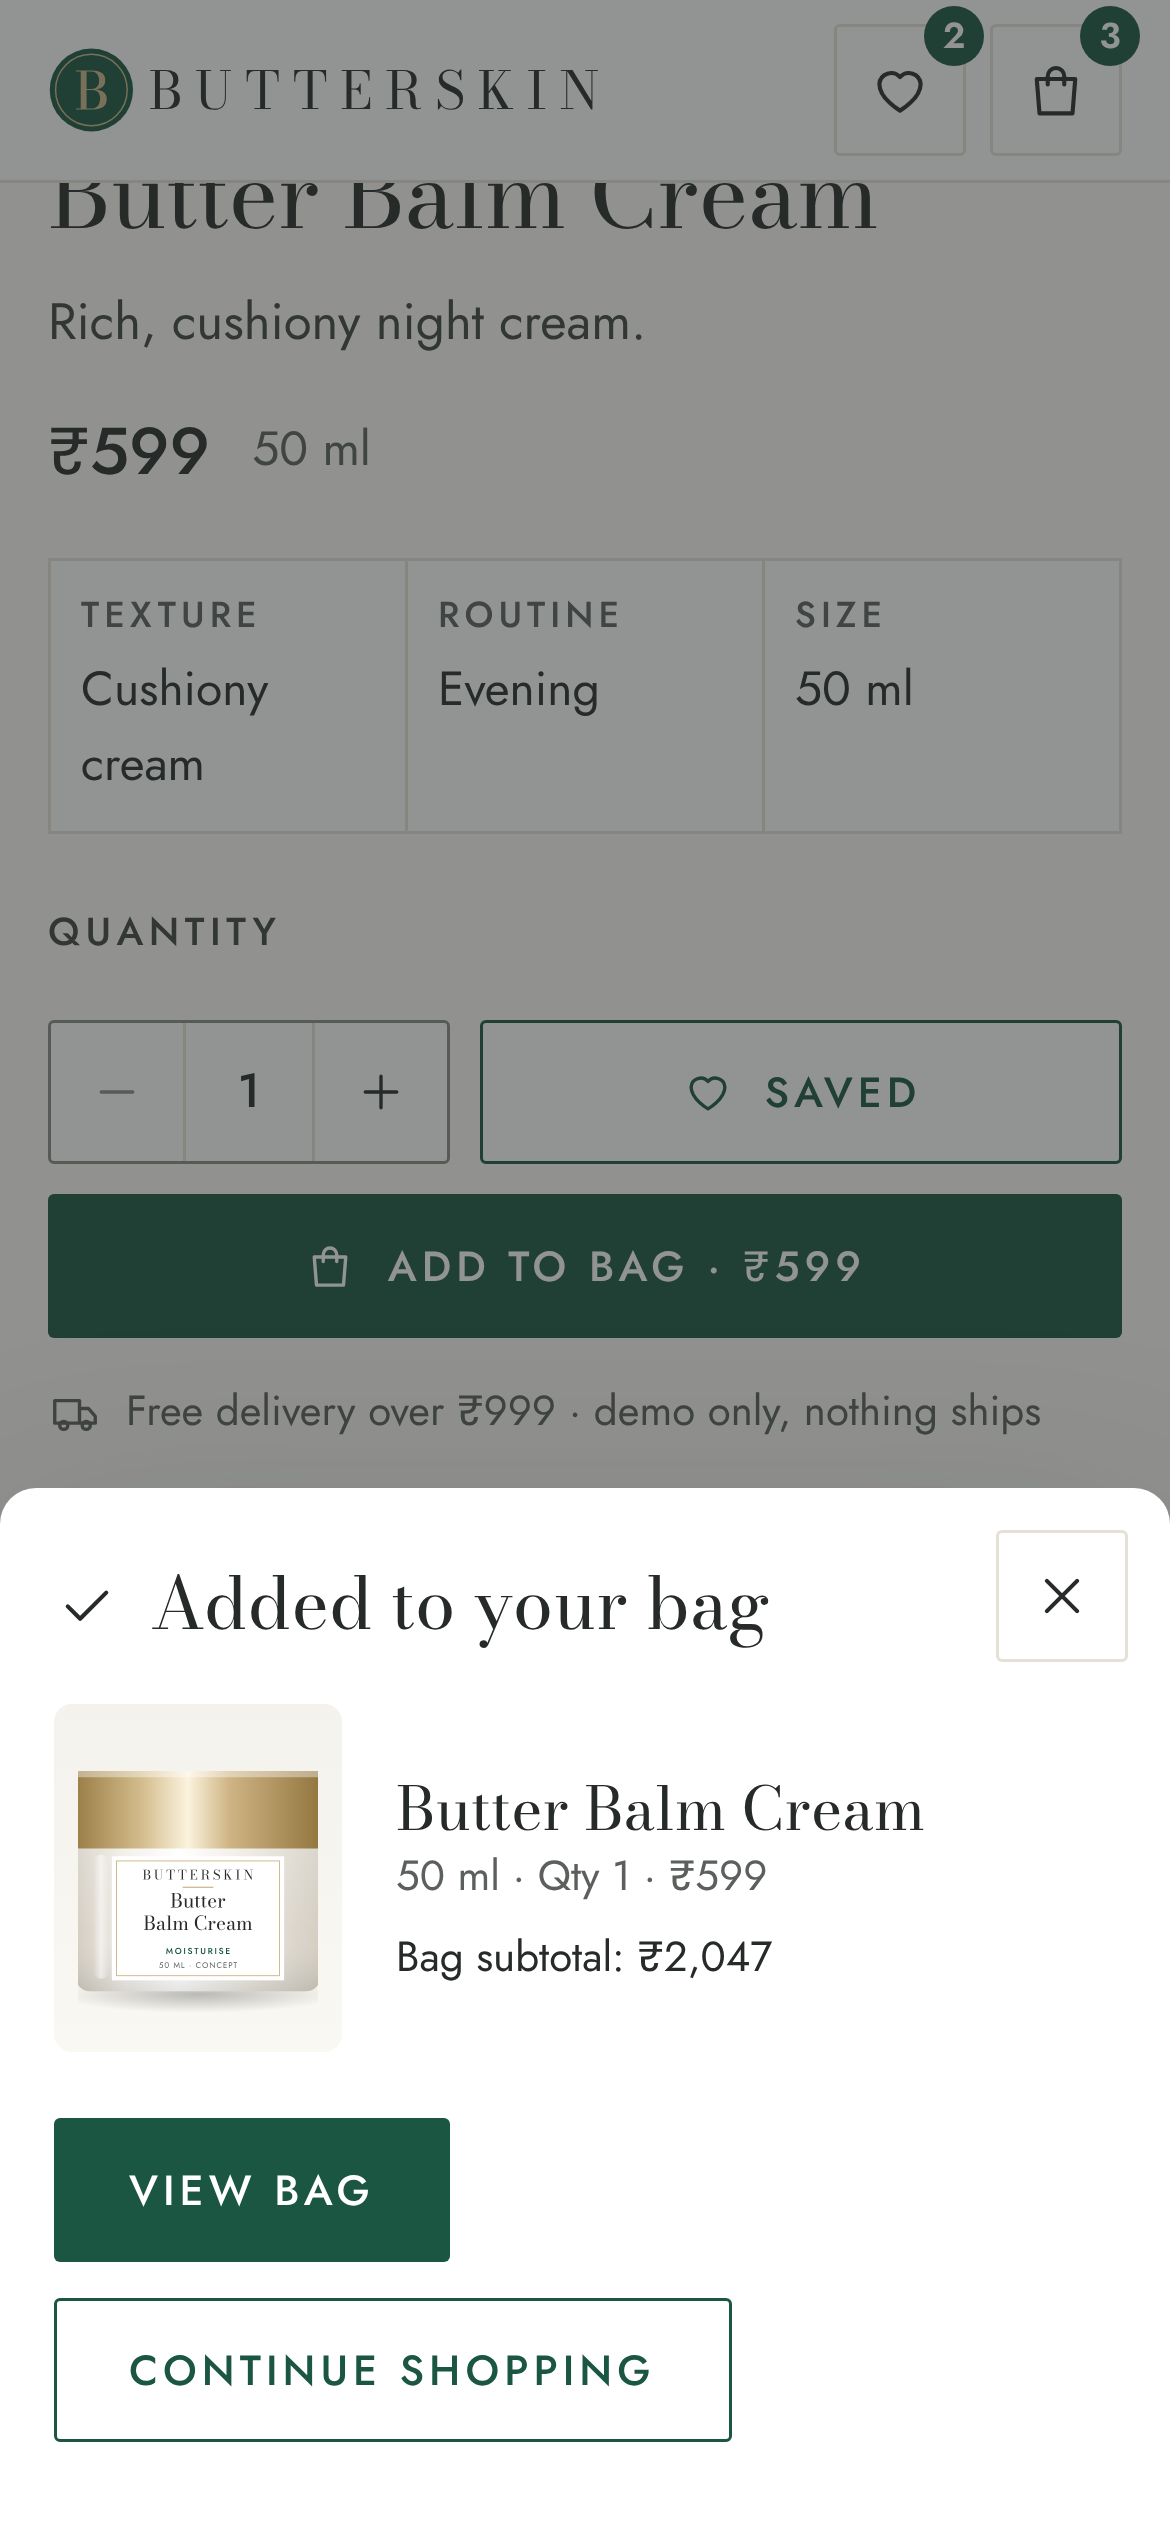 B BUTTERSKIN 2 3
Butter Balm Cream
Rich, cushiony night cream.
₹599 50 ml
TEXTURE ROUTINE SIZE
Cushiony Evening 50 ml
cream
QUANTITY
1 SAVED
ADD TO BAG · ₹599
Free delivery over ₹999 · demo only, nothing ships
Added to your bag
BUTTERSKIN
Butter
Balm Cream
MOISTURISE
50 ML · CONCEPT
Butter Balm Cream
50 ml · Qty 1 · ₹599
Bag subtotal: ₹2,047
VIEW BAG
CONTINUE SHOPPING